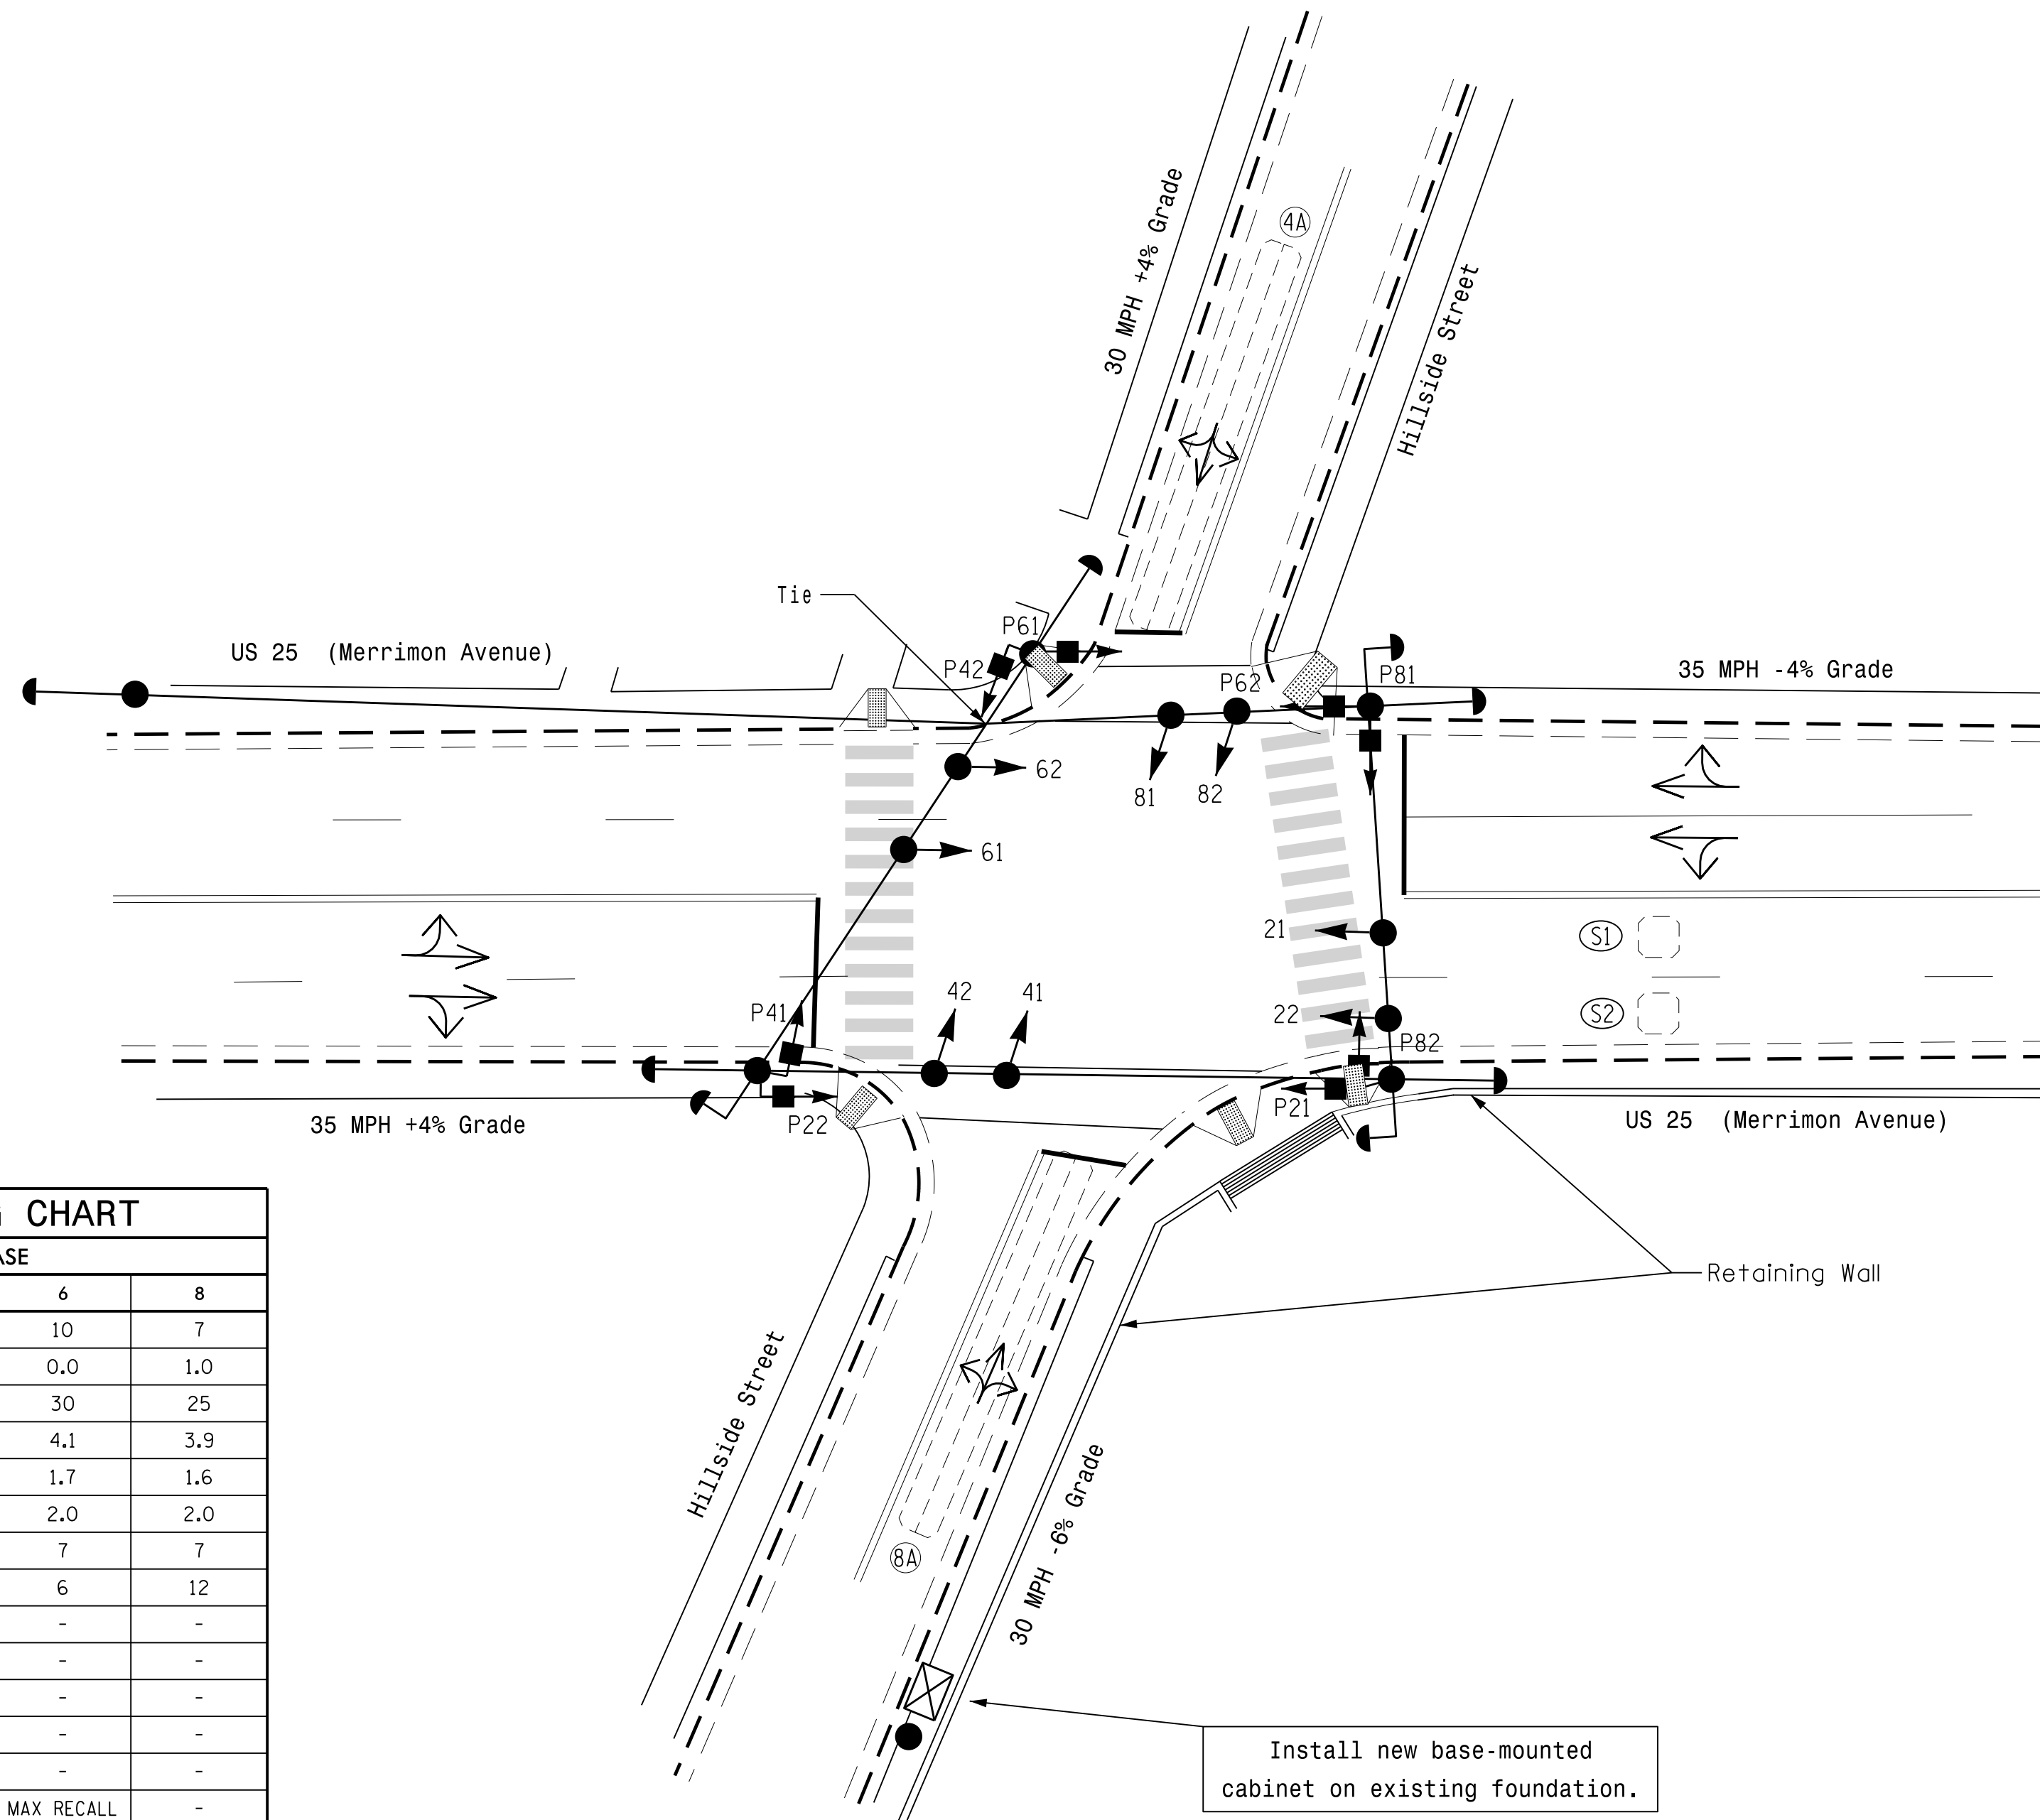 30 MPH +4% Grade
4A
Hillside Street
Tie
US 25 (Merrimon Avenue)
P61
P42
P62
P81
35 MPH -4% Grade
62
81
82
61
21
S1
42
41
P41
22
S2
P82
P21
P22
35 MPH +4% Grade
US 25 (Merrimon Avenue)
CHART
6 8
10 7
0.0 1.0
30 25
4.1 3.9
1.7 1.6
2.0 2.0
7 7
6 12
- -
- -
- -
- -
- -
MAX RECALL -
Retaining Wall
Hillside Street
8A
30 MPH -6% Grade
Install new base-mounted
cabinet on existing foundation.